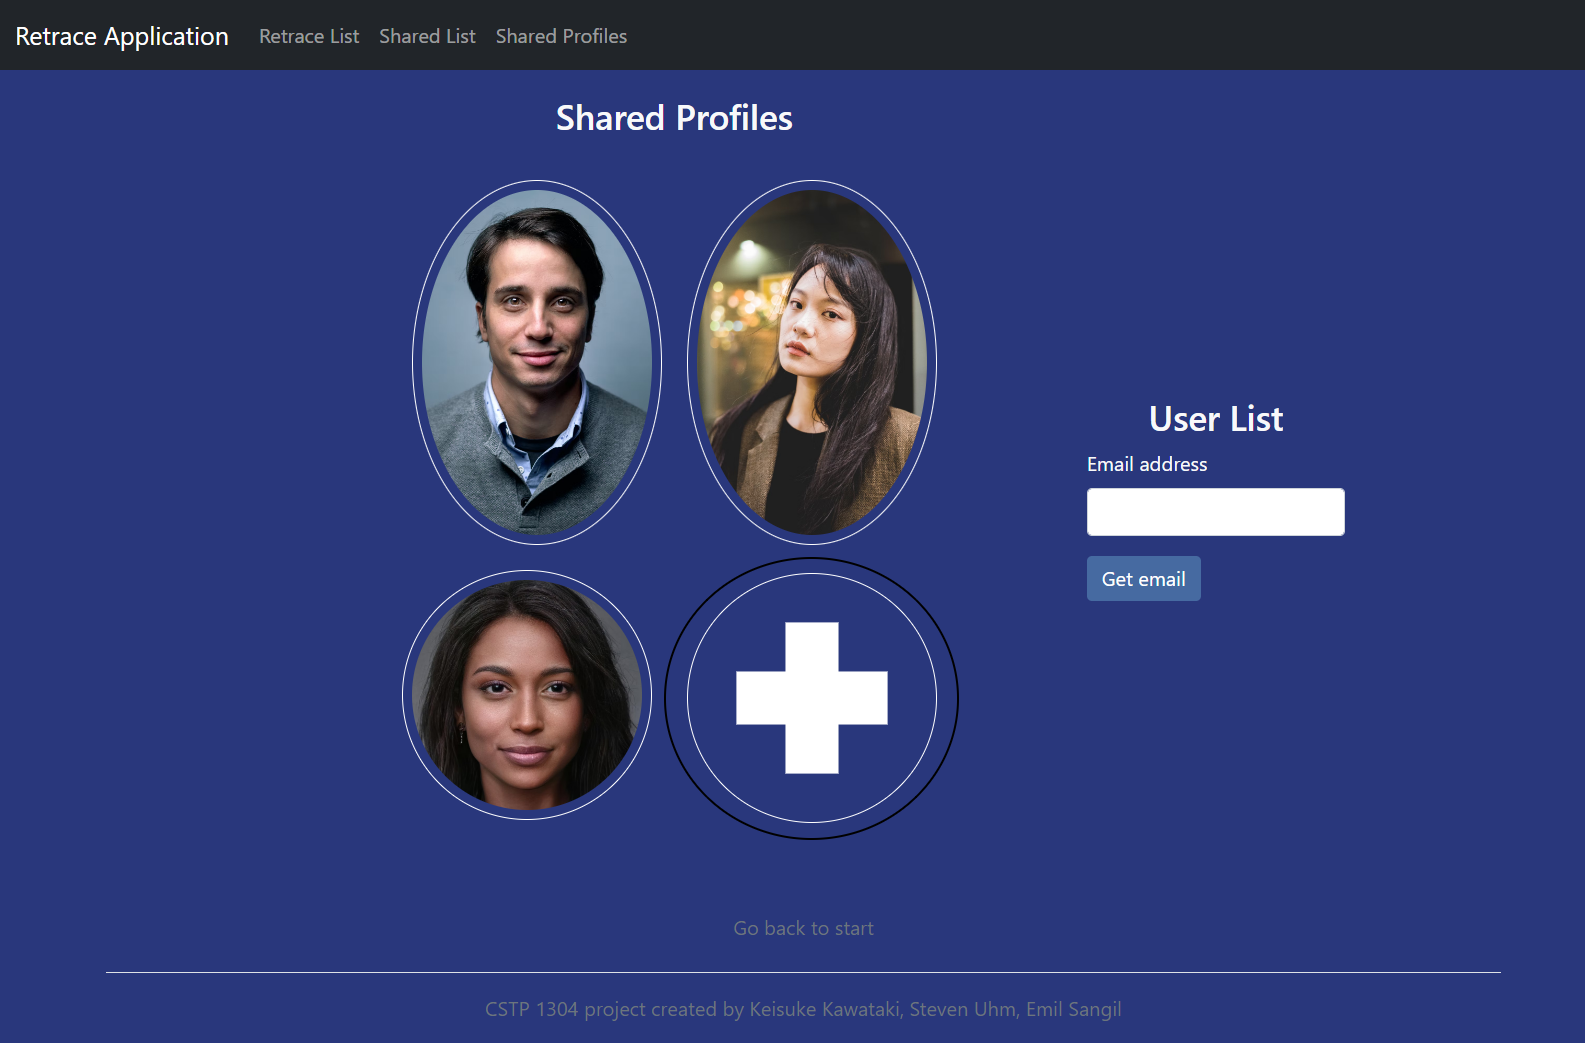 Retrace Application Retrace List Shared List Shared Profiles
Shared Profiles
User List
Email address
Get email
Go back to start
CSTP 1304 project created by Keisuke Kawataki, Steven Uhm, Emil Sangil